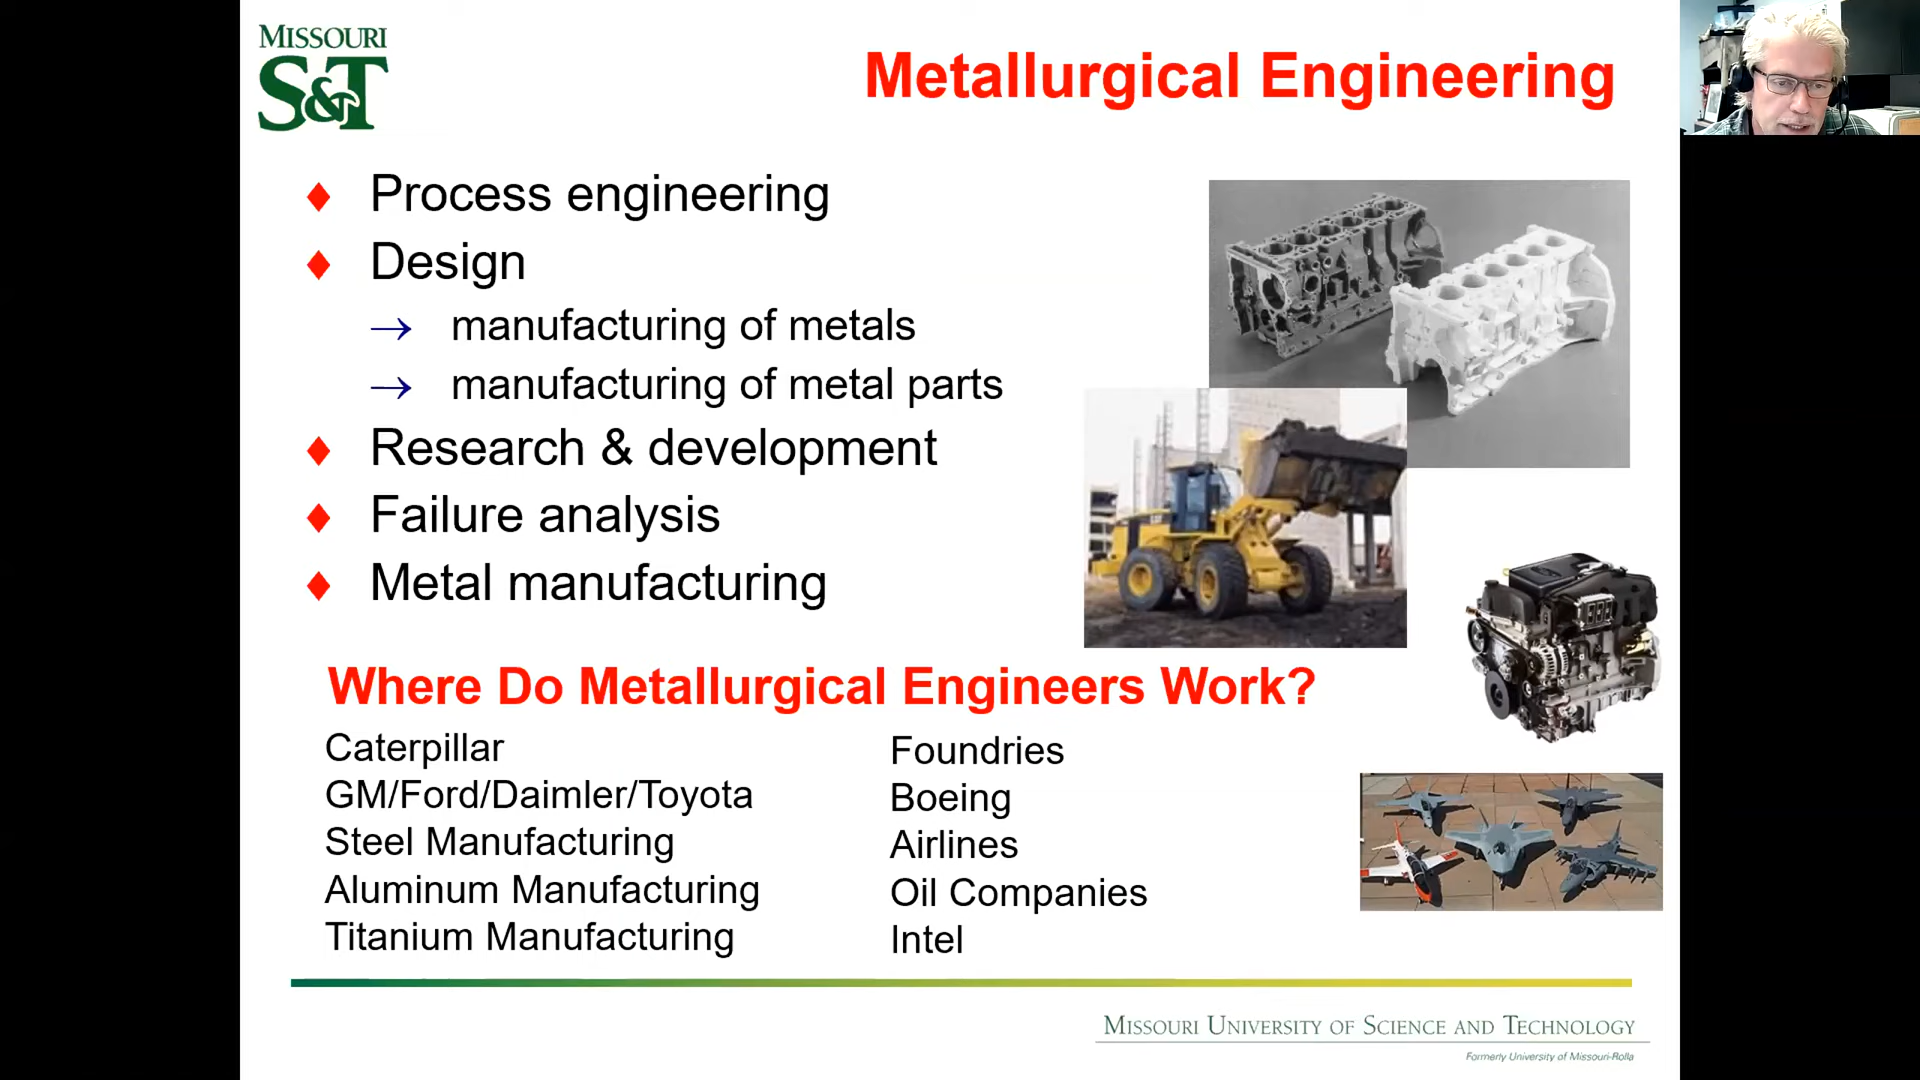 MISSOURI
S&T
Metallurgical Engineering
Process engineering
Design
→ manufacturing of metals
→ manufacturing of metal parts
Research & development
Failure analysis
Metal manufacturing
Where Do Metallurgical Engineers Work?
Caterpillar
GM/Ford/Daimler/Toyota
Steel Manufacturing
Aluminum Manufacturing
Titanium Manufacturing
Foundries
Boeing
Airlines
Oil Companies
Intel
MISSOURI UNIVERSITY OF SCIENCE AND TECHNOLOGY
Formerly University of Missouri-Rolla